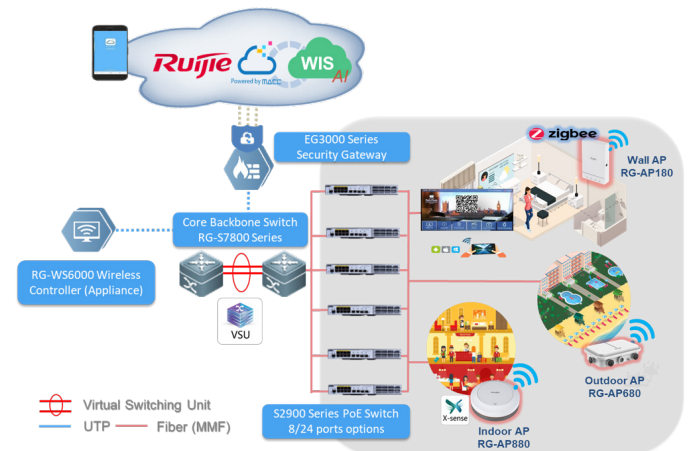 Ruijie
Powered by MACC
WIS
AI
EG3000 Series
Security Gateway
zigbee
Wall AP
RG-AP180
Core Backbone Switch
RG-S7800 Series
RG-WS6000 Wireless
Controller (Appliance)
VSU
Outdoor AP
RG-AP680
Virtual Switching Unit
UTP
Fiber (MMF)
S2900 Series PoE Switch
8/24 ports options
X-sense
Indoor AP
RG-AP880